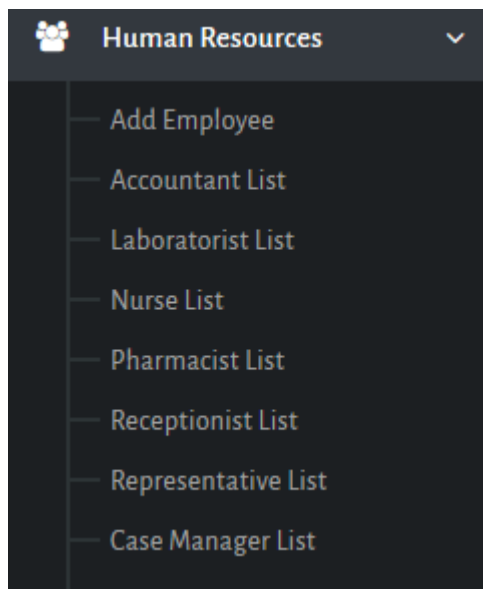 Human Resources
Add Employee
Accountant List
Laboratorist List
Nurse List
Pharmacist List
Receptionist List
Representative List
Case Manager List